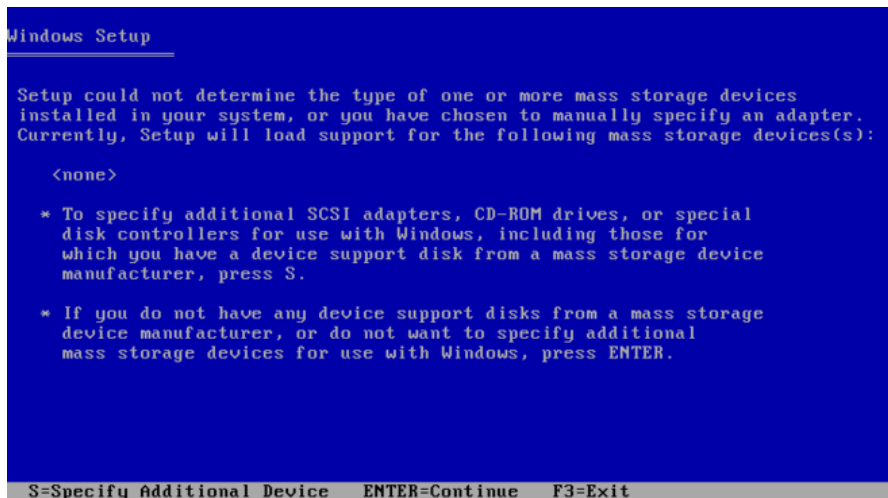 Windows Setup
Setup could not determine the type of one or more mass storage devices
installed in your system, or you have chosen to manually specify an adapter.
Currently, Setup will load support for the following mass storage devices(s):
<none>
* To specify additional SCSI adapters, CD-ROM drives, or special
disk controllers for use with Windows, including those for
which you have a device support disk from a mass storage device
manufacturer, press S.
* If you do not have any device support disks from a mass storage
device manufacturer, or do not want to specify additional
mass storage devices for use with Windows, press ENTER.
S=Specify Additional Device   ENTER=Continue   F3=Exit